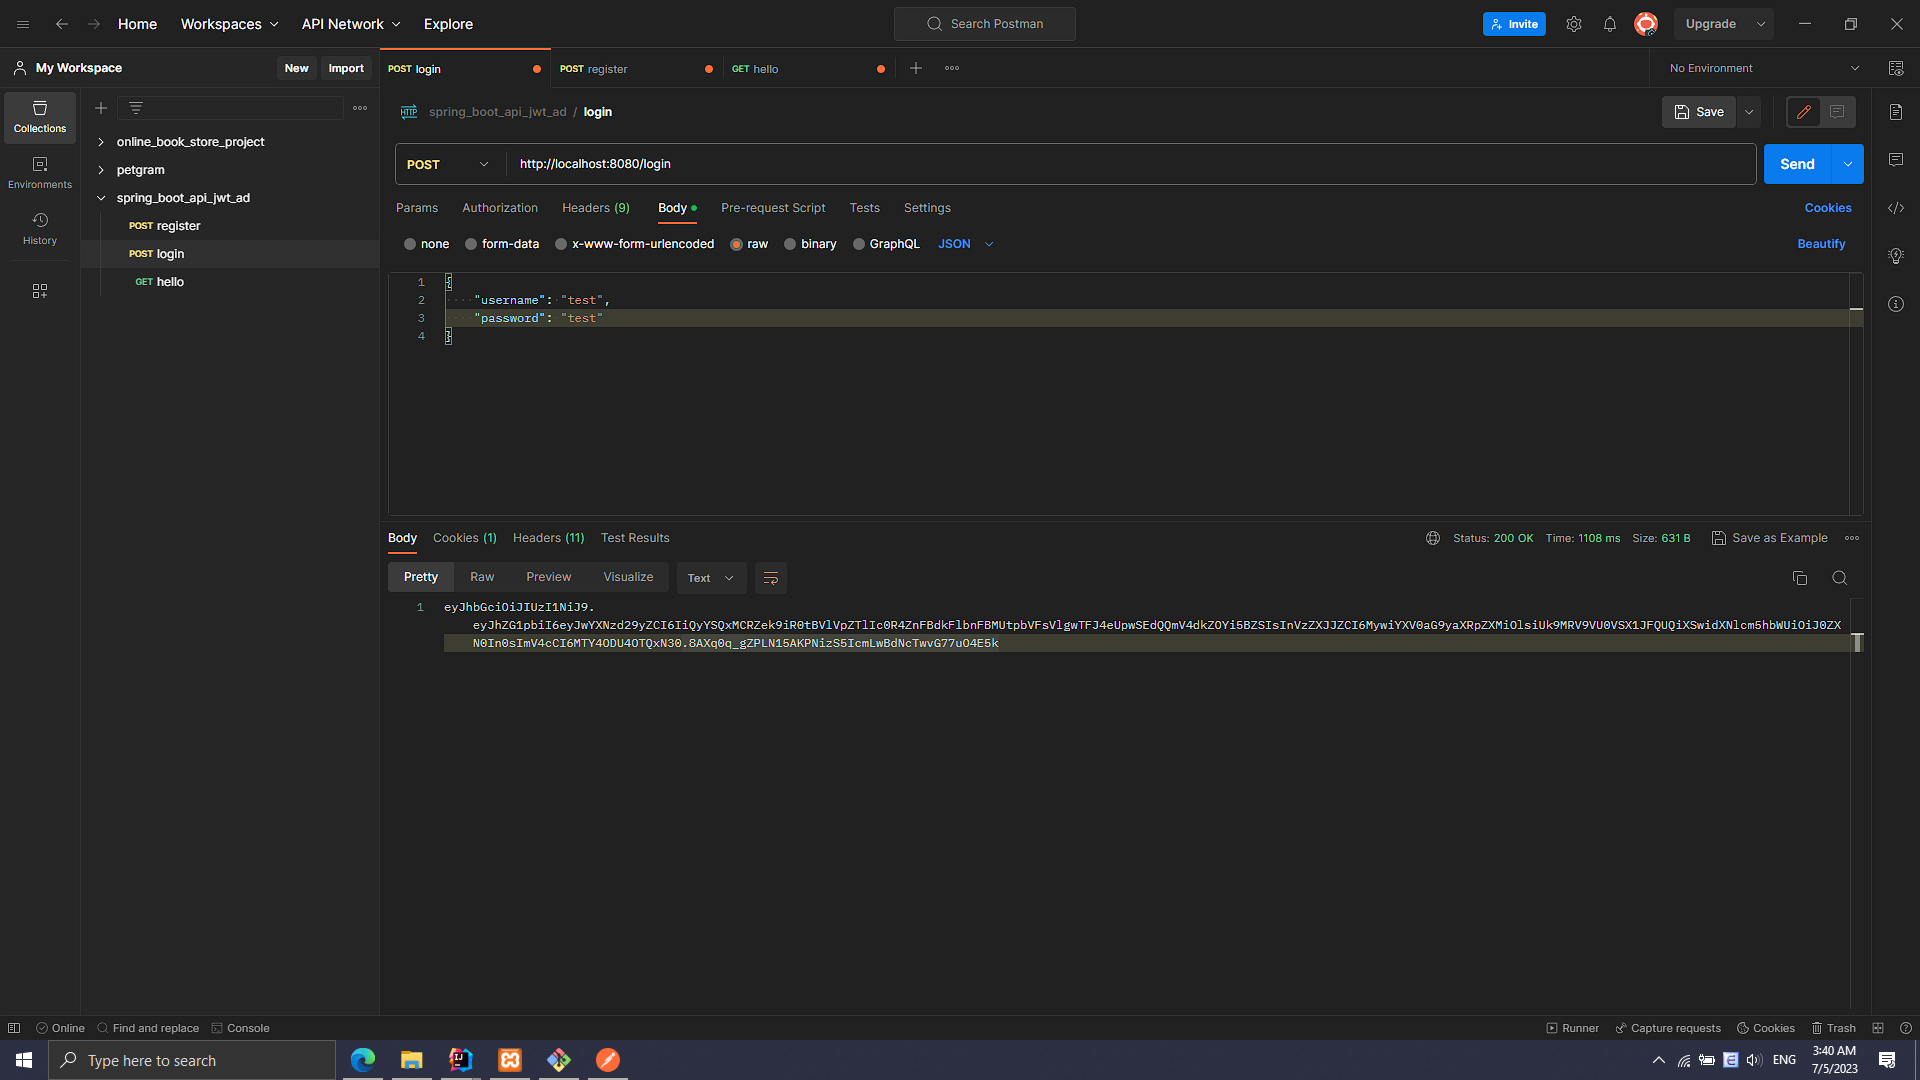 Home
Workspaces
API Network
Explore
Search Postman
Invite
Upgrade
My Workspace
New
Import
POST login
POST register
GET hello
No Environment
Collections
Environments
History
online_book_store_project
petgram
spring_boot_api_jwt_ad
POST register
POST login
GET hello
HTTP spring_boot_api_jwt_ad / login
Save
POST
http://localhost:8080/login
Send
Params
Authorization
Headers (9)
Body
Pre-request Script
Tests
Settings
Cookies
none
form-data
x-www-form-urlencoded
raw
binary
GraphQL
JSON
Beautify
1 {
2 "username": "test",
3 "password": "test"
4 }
Body
Cookies (1)
Headers (11)
Test Results
Status: 200 OK
Time: 1108 ms
Size: 631 B
Save as Example
Pretty
Raw
Preview
Visualize
Text
1 eyJhbGciOiJIUzI1NiJ9.
eyJhZG1pbiI6eyJwYXNzd29yZCI6IiQyYSQxMCRZek9iR0tBVlVpZTlIc0R4ZnFBdkFlbnFBMUtpbVFsVlgwTFJ4eUpwSEdQQmV4dkZOYi5BZSIsInVzZXJJZCI6MywiYXV0aG9yaXRpZXMiOlsiUk9MRV9VU0VSX1JFQUQiXSwidXNlcm5hbWUiOiJ0ZX
N0In0sImV4cCI6MTY4ODU4OTQxN30.8AXq0q_gZPLN15AKPNizS5IcmLwBdNcTwvG77uO4E5k
Online
Find and replace
Console
Runner
Capture requests
Cookies
Trash
Type here to search
ENG
3:40 AM
7/5/2023